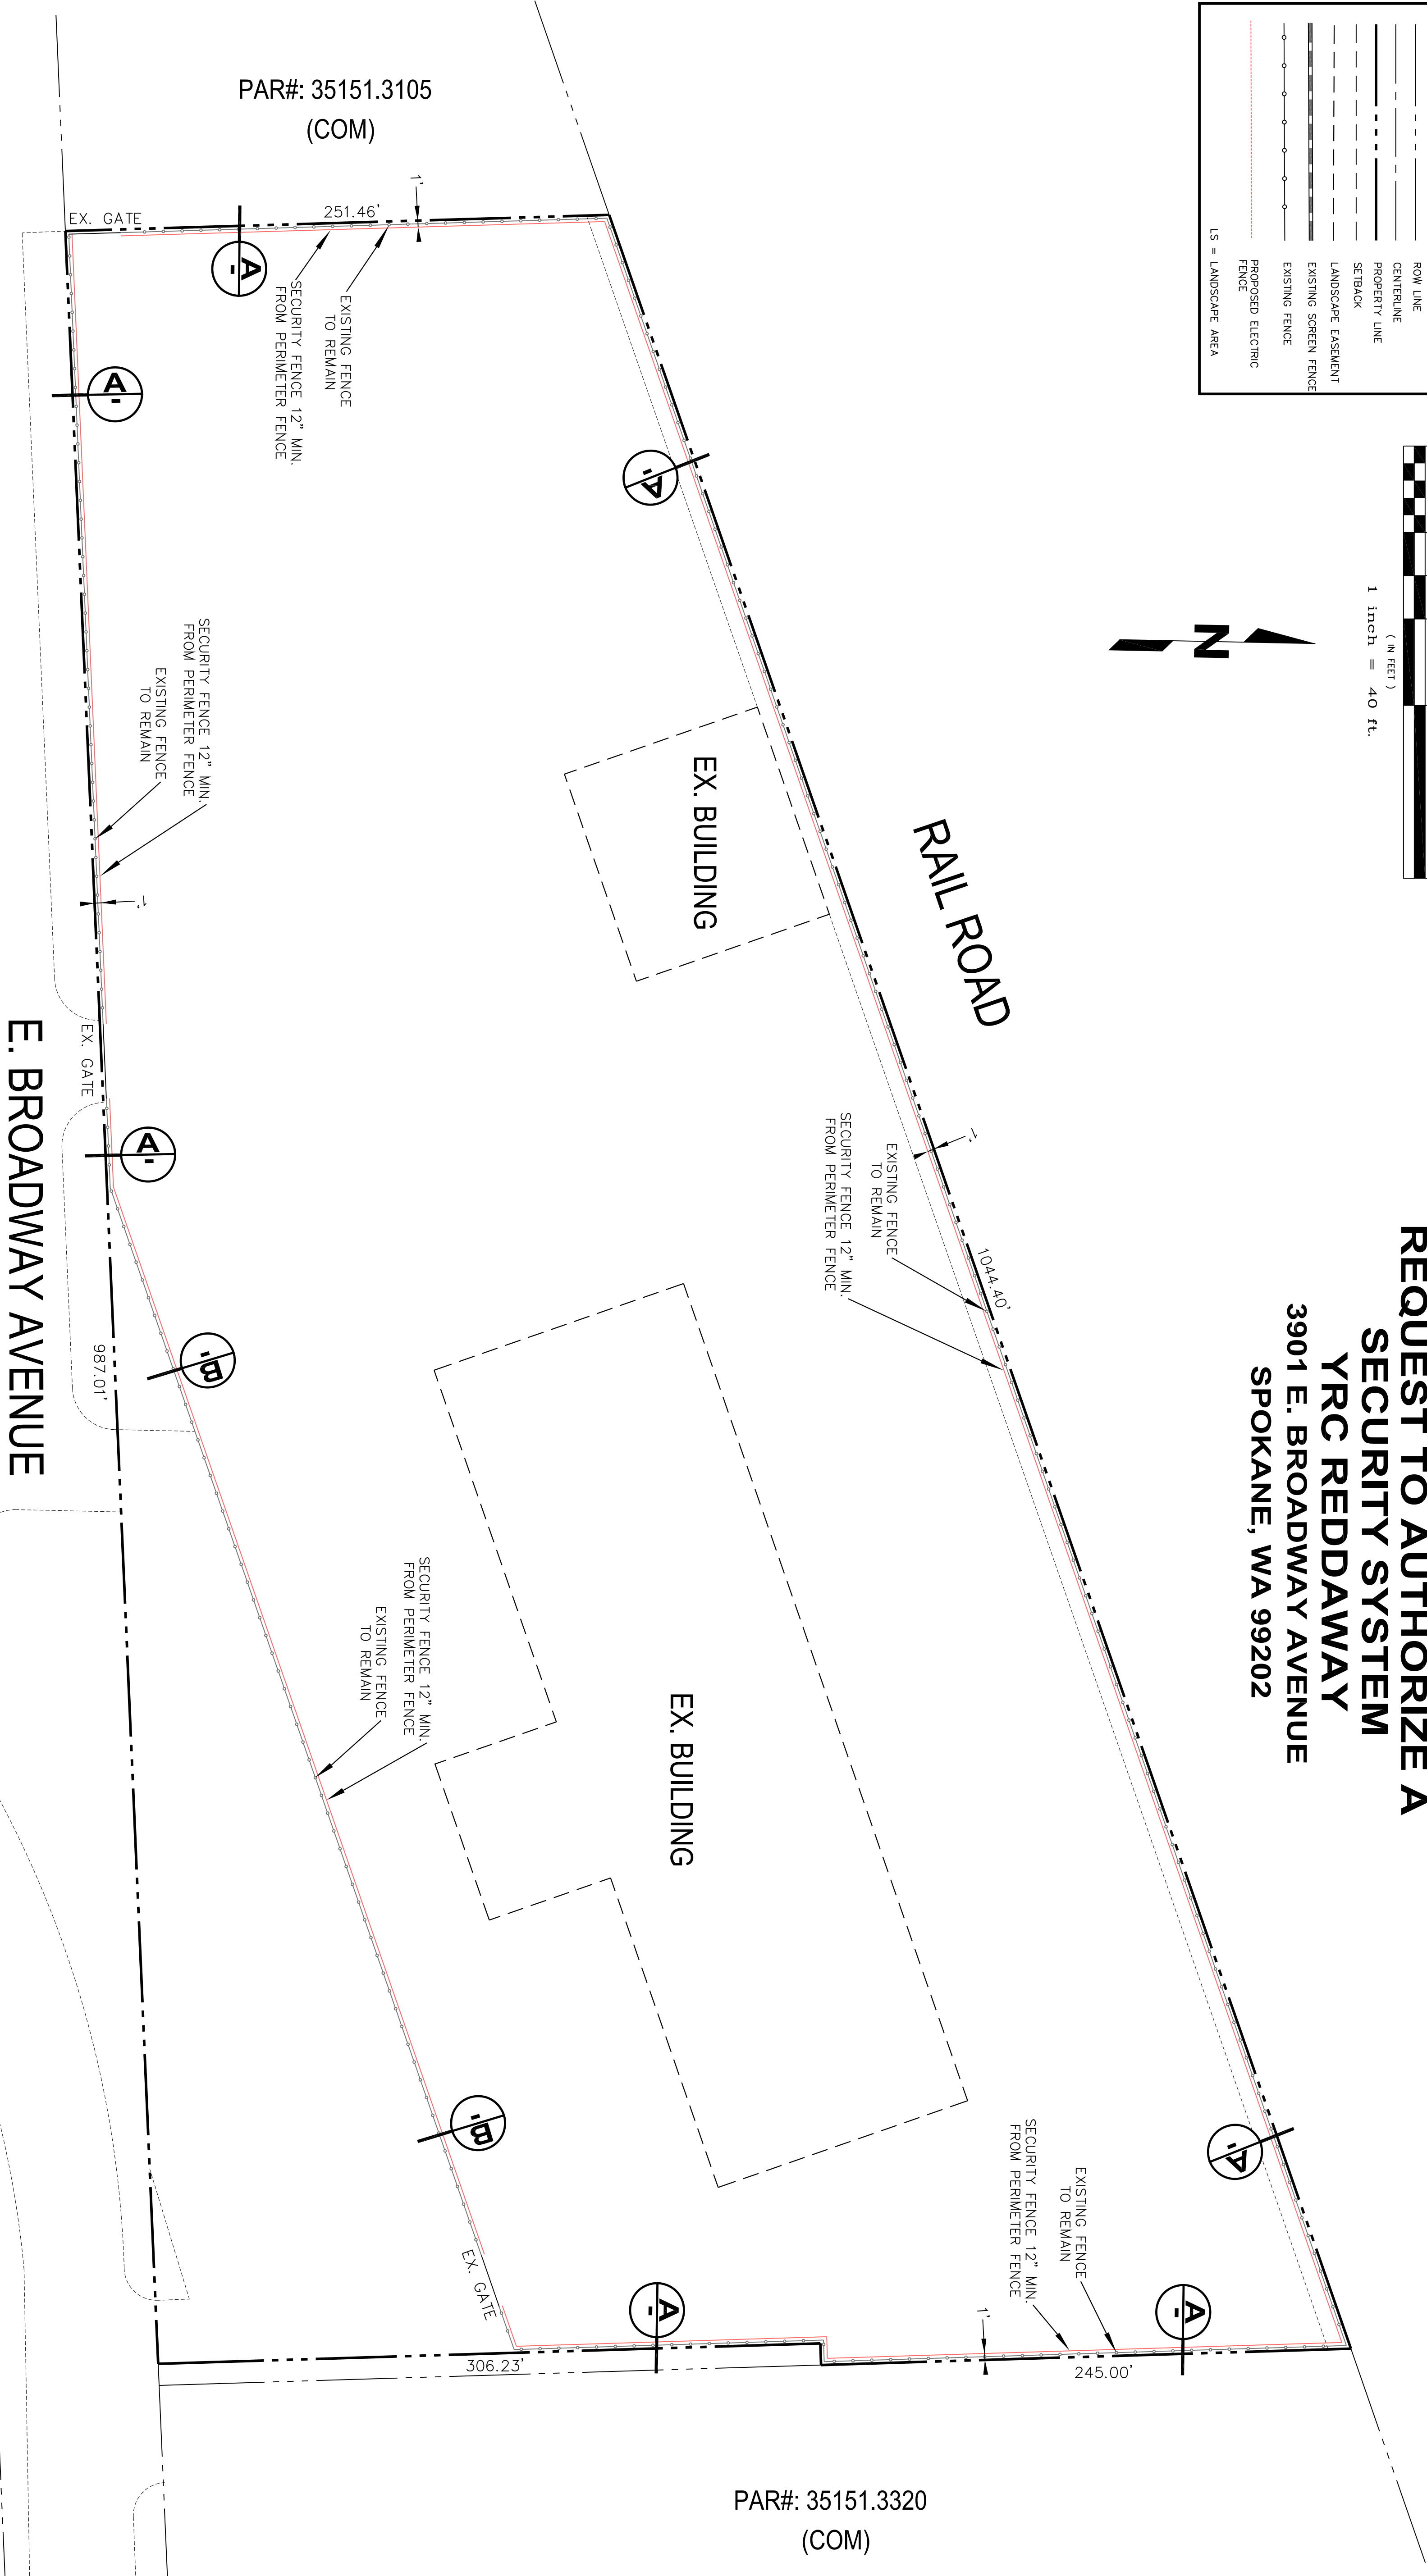 REQUEST TO AUTHORIZE A
SECURITY SYSTEM
YRC REDDAWAY
3901 E. BROADWAY AVENUE
SPOKANE, WA 99202
ROW LINE
CENTERLINE
PROPERTY LINE
SETBACK
LANDSCAPE EASEMENT
EXISTING SCREEN FENCE
EXISTING FENCE
PROPOSED ELECTRIC
FENCE
LS = LANDSCAPE AREA
( IN FEET )
1 inch = 40 ft.
N
PAR#: 35151.3105
(COM)
EX. GATE
251.46'
1'
EXISTING FENCE
TO REMAIN
SECURITY FENCE 12" MIN.
FROM PERIMETER FENCE
A
-
A
-
A
-
SECURITY FENCE 12" MIN.
FROM PERIMETER FENCE
EXISTING FENCE
TO REMAIN
1'
EX. BUILDING
RAIL ROAD
EX. GATE
A
-
E. BROADWAY AVENUE
1'
1044.40'
EXISTING FENCE
TO REMAIN
SECURITY FENCE 12" MIN.
FROM PERIMETER FENCE
987.01'
B
-
SECURITY FENCE 12" MIN.
FROM PERIMETER FENCE
EXISTING FENCE
TO REMAIN
EX. BUILDING
B
-
A
-
EXISTING FENCE
TO REMAIN
SECURITY FENCE 12" MIN.
FROM PERIMETER FENCE
EX. GATE
A
-
A
-
1'
306.23'
245.00'
PAR#: 35151.3320
(COM)